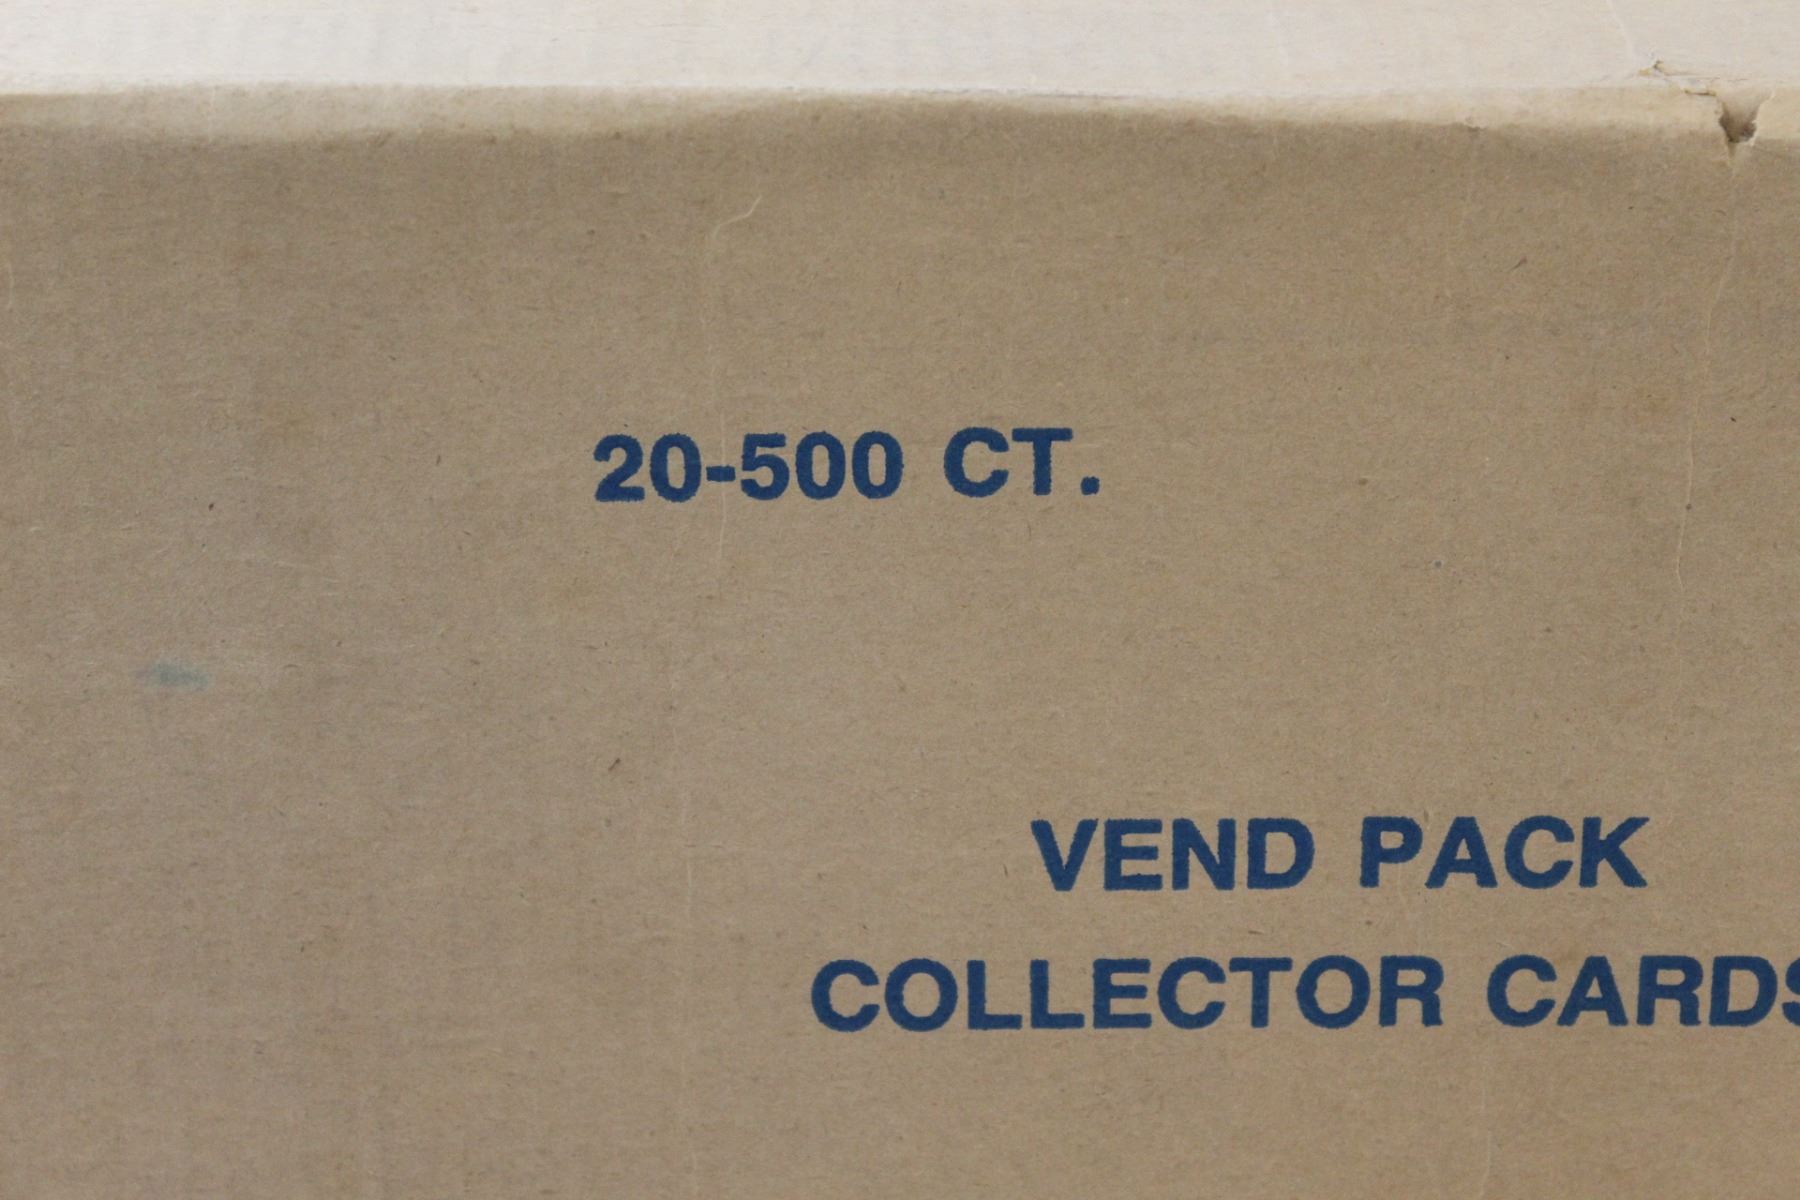 20-500 CT.
VEND PACK
COLLECTOR CARDS